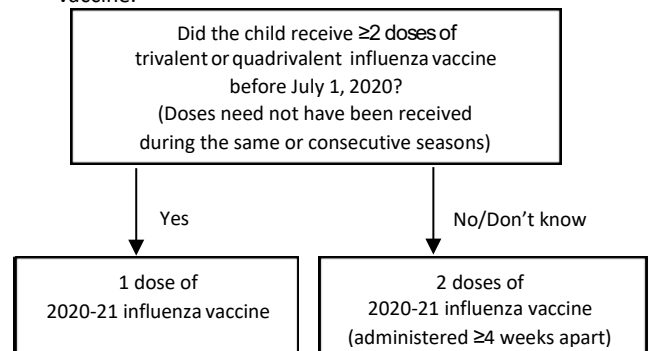 vaccine.
Did the child receive ≥2 doses of
trivalent or quadrivalent influenza vaccine
before July 1, 2020?
(Doses need not have been received
during the same or consecutive seasons)
Yes
No/Don’t know
1 dose of
2020-21 influenza vaccine
2 doses of
2020-21 influenza vaccine
(administered ≥4 weeks apart)